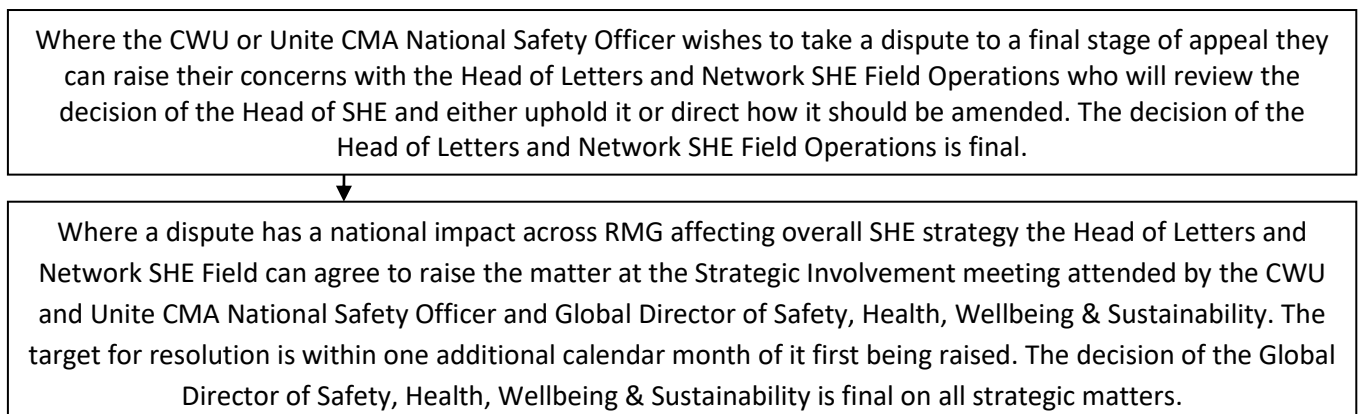 Where the CWU or Unite CMA National Safety Officer wishes to take a dispute to a final stage of appeal they
can raise their concerns with the Head of Letters and Network SHE Field Operations who will review the
decision of the Head of SHE and either uphold it or direct how it should be amended. The decision of the
Head of Letters and Network SHE Field Operations is final.
Where a dispute has a national impact across RMG affecting overall SHE strategy the Head of Letters and
Network SHE Field can agree to raise the matter at the Strategic Involvement meeting attended by the CWU
and Unite CMA National Safety Officer and Global Director of Safety, Health, Wellbeing & Sustainability. The
target for resolution is within one additional calendar month of it first being raised. The decision of the Global
Director of Safety, Health, Wellbeing & Sustainability is final on all strategic matters.